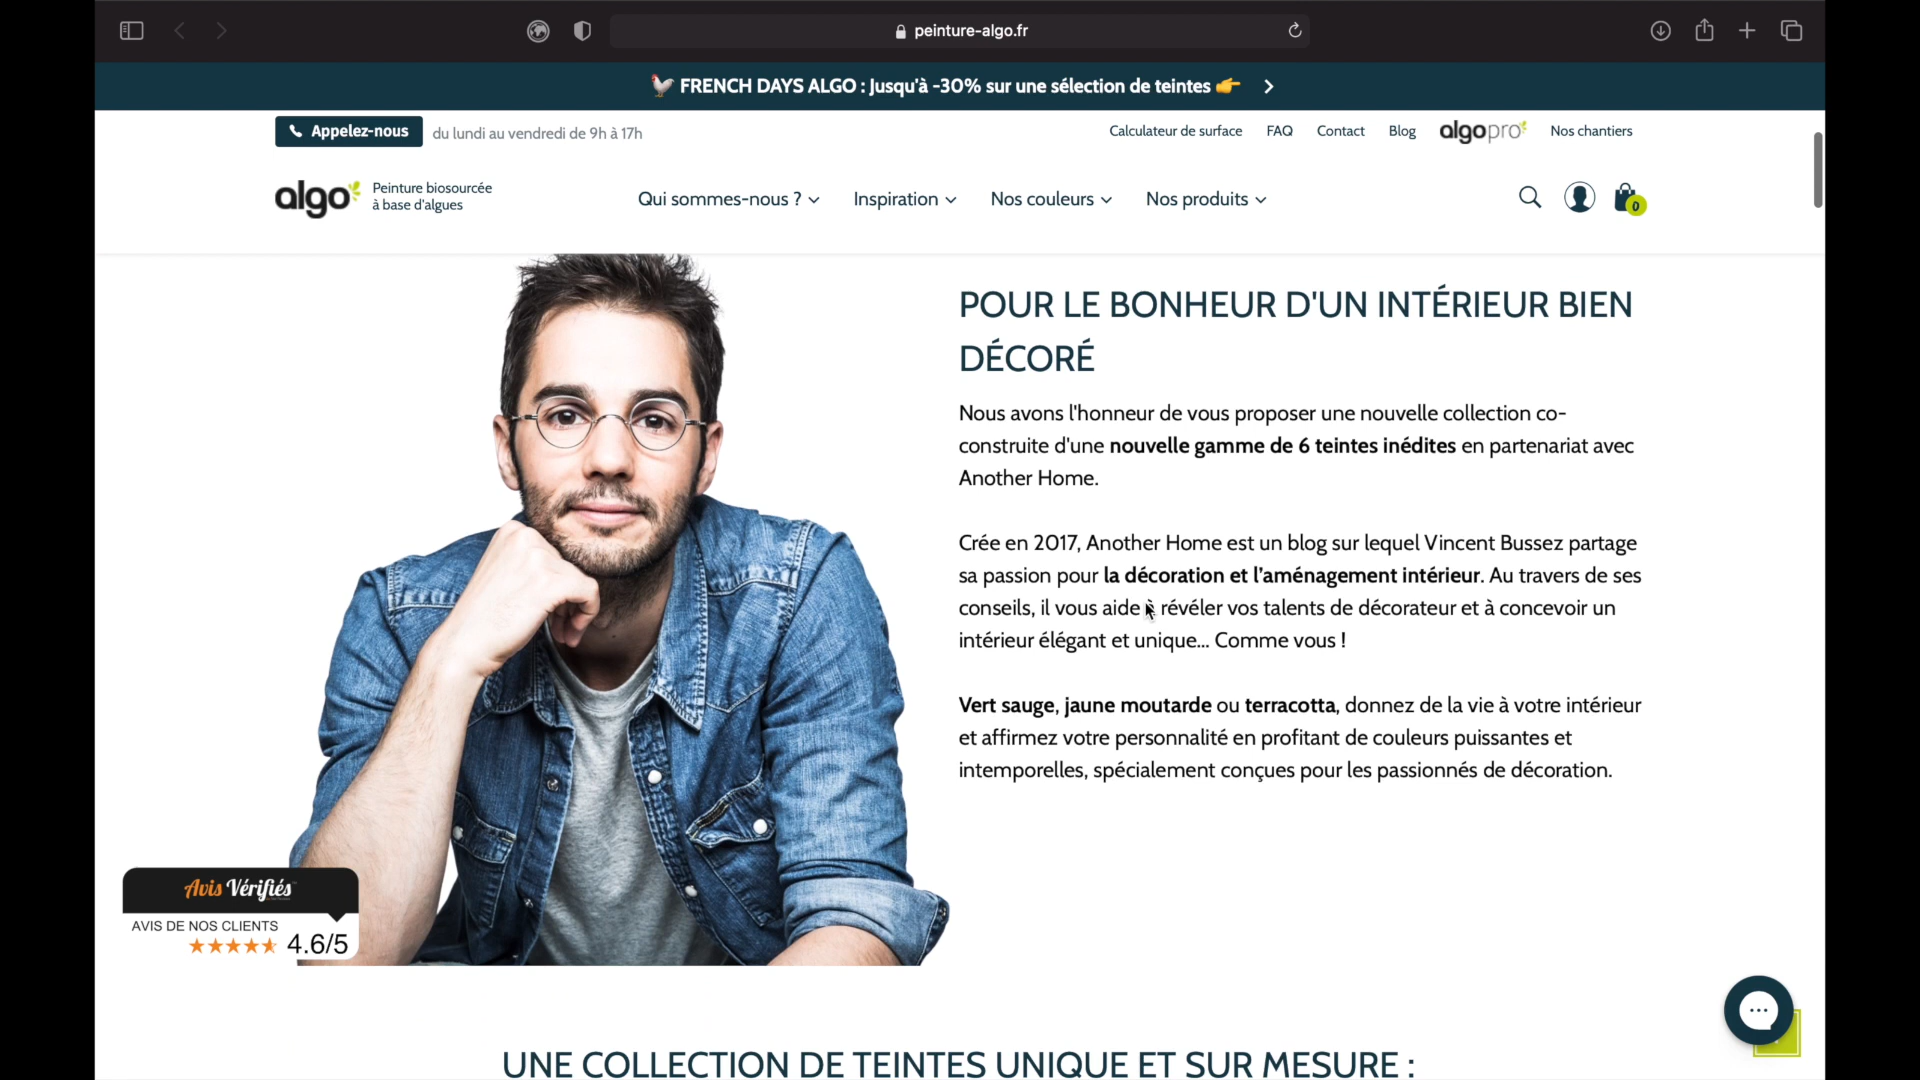 peinture-algo.fr
FRENCH DAYS ALGO : Jusqu'à -30% sur une sélection de teintes
Appelez-nous du lundi au vendredi de 9h à 17h
Calculateur de surface FAQ Contact Blog algopro Nos chantiers
algo Peinture biosourcée
à base d'algues
Qui sommes-nous ? Inspiration Nos couleurs Nos produits
0
POUR LE BONHEUR D'UN INTÉRIEUR BIEN
DÉCORÉ
Nous avons l'honneur de vous proposer une nouvelle collection co-
construite d'une nouvelle gamme de 6 teintes inédites en partenariat avec
Another Home.
Crée en 2017, Another Home est un blog sur lequel Vincent Bussez partage
sa passion pour la décoration et l'aménagement intérieur. Au travers de ses
conseils, il vous aide à révéler vos talents de décorateur et à concevoir un
intérieur élégant et unique... Comme vous !
Vert sauge, jaune moutarde ou terracotta, donnez de la vie à votre intérieur
et affirmez votre personnalité en profitant de couleurs puissantes et
intemporelles, spécialement conçues pour les passionnés de décoration.
Avis Vérifiés
AVIS DE NOS CLIENTS
4.6/5
UNE COLLECTION DE TEINTES UNIQUE ET SUR MESURE :